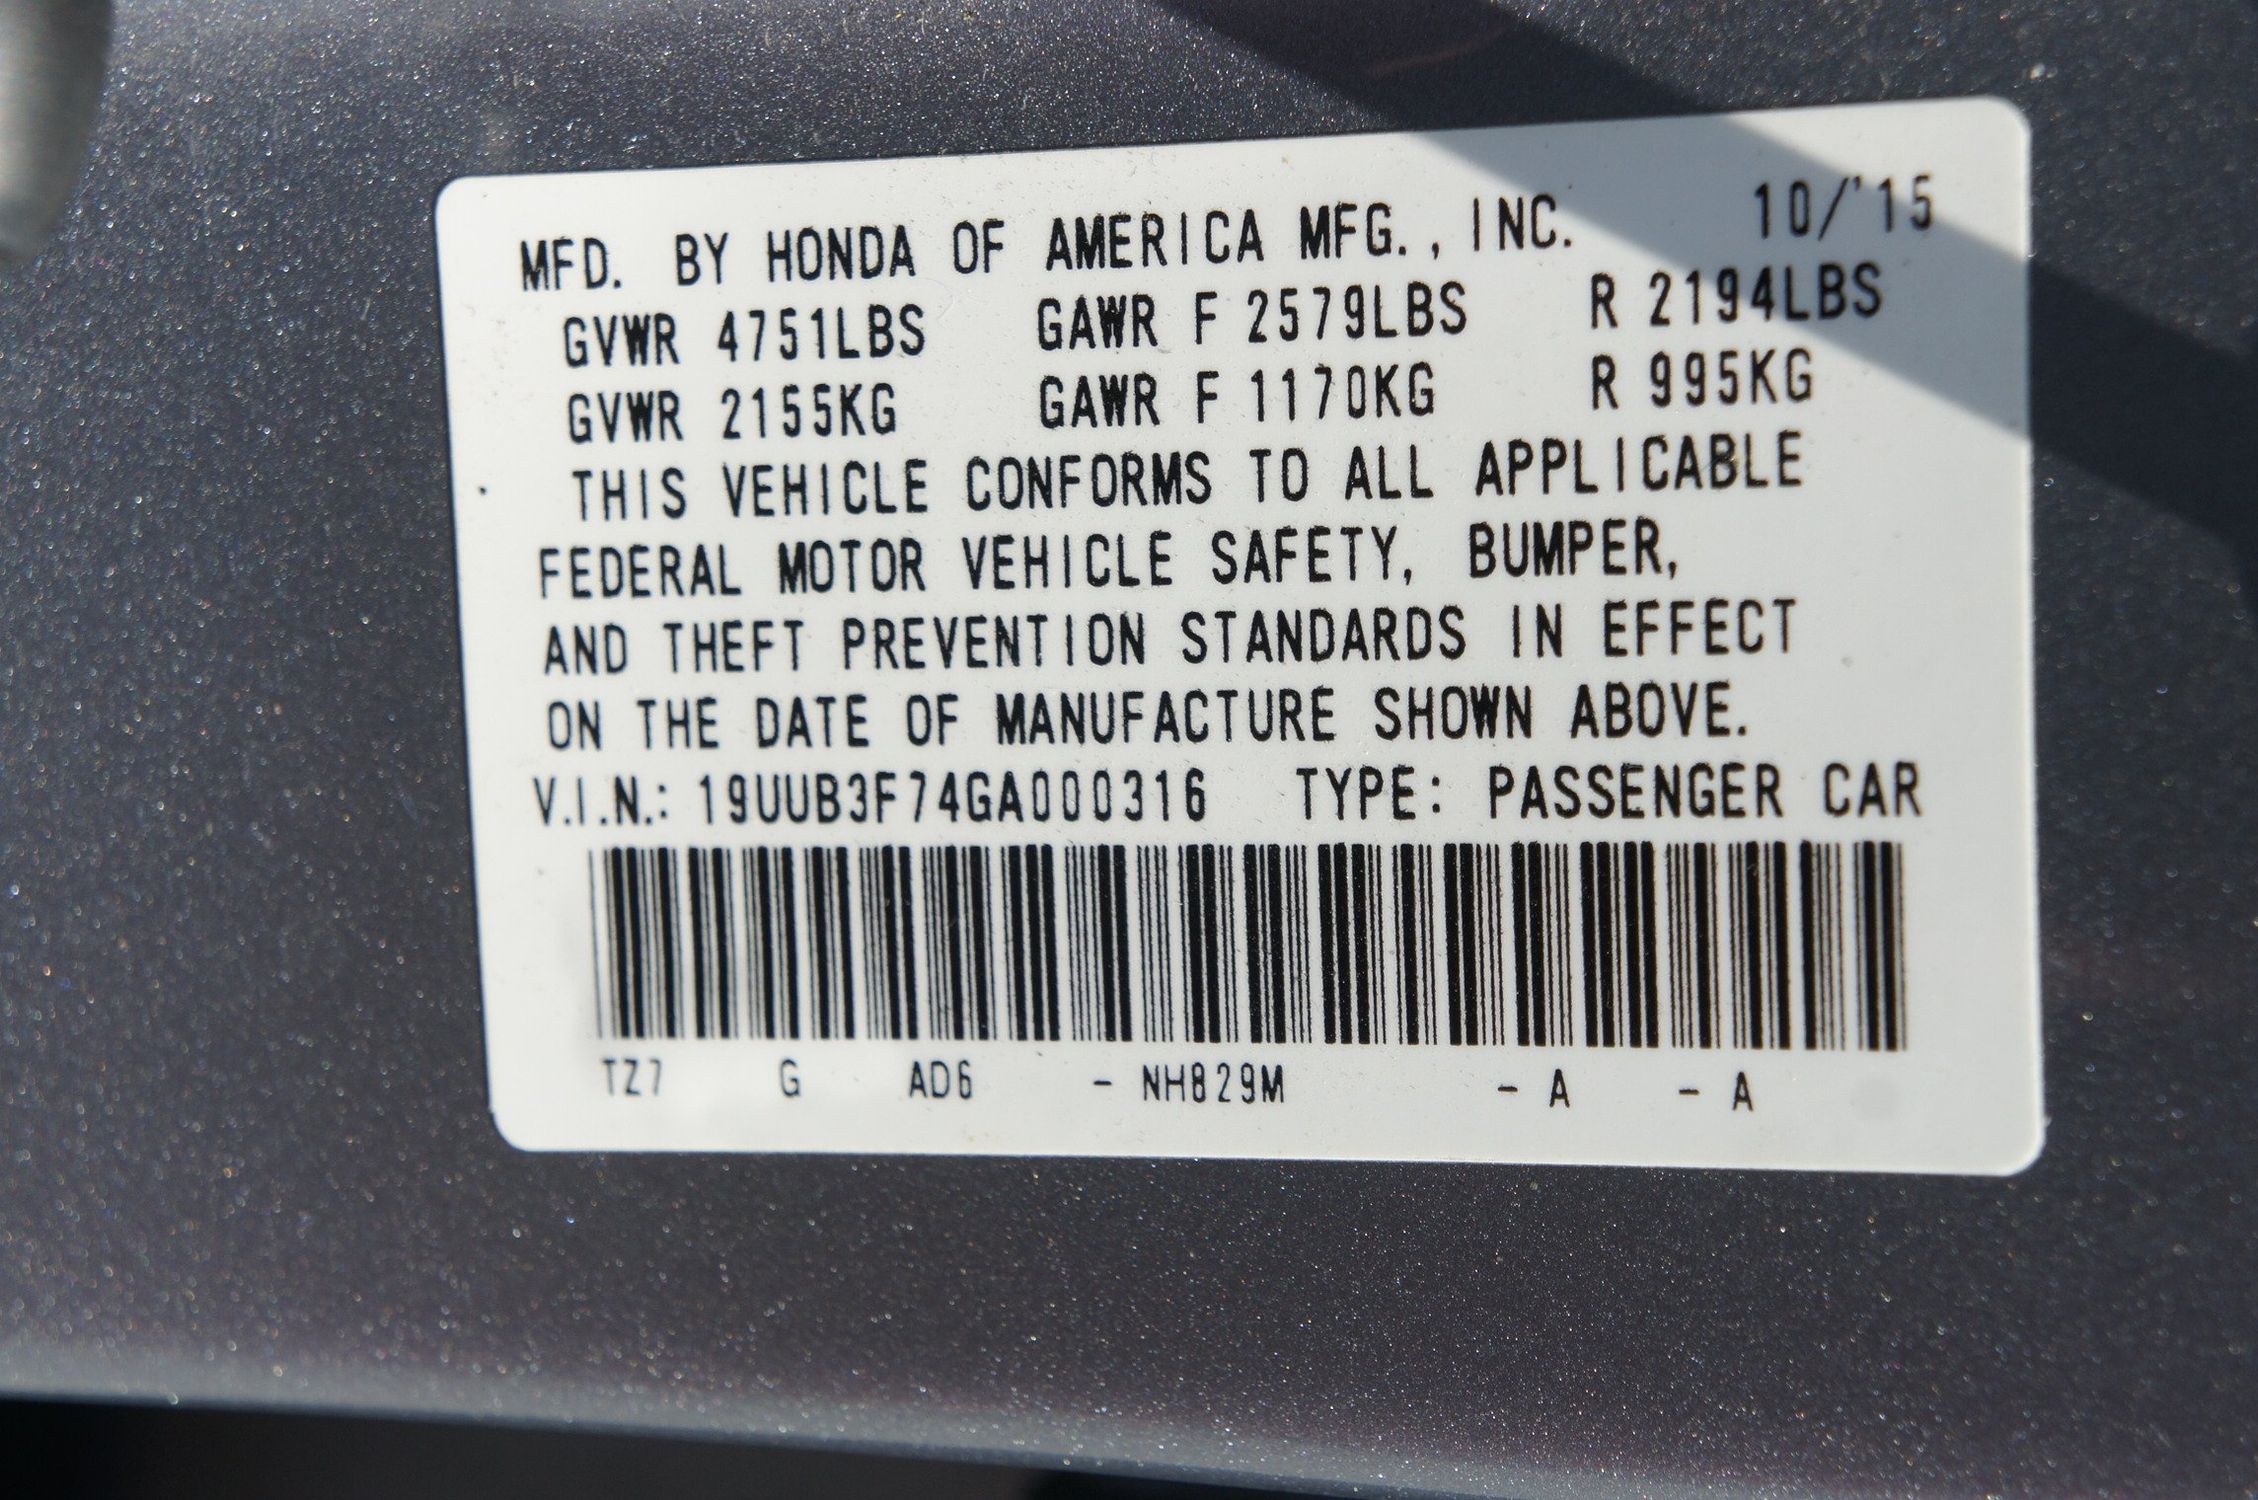 MFD. BY HONDA OF AMERICA MFG., INC. 10/'15
GVWR 4751LBS GAWR F 2579LBS R 2194LBS
GVWR 2155KG GAWR F 1170KG R 995KG
THIS VEHICLE CONFORMS TO ALL APPLICABLE
FEDERAL MOTOR VEHICLE SAFETY, BUMPER,
AND THEFT PREVENTION STANDARDS IN EFFECT
ON THE DATE OF MANUFACTURE SHOWN ABOVE.
V.I.N.: 19UUB3F74GA000316 TYPE: PASSENGER CAR
TZ7 G AD6 - NH829M - A - A